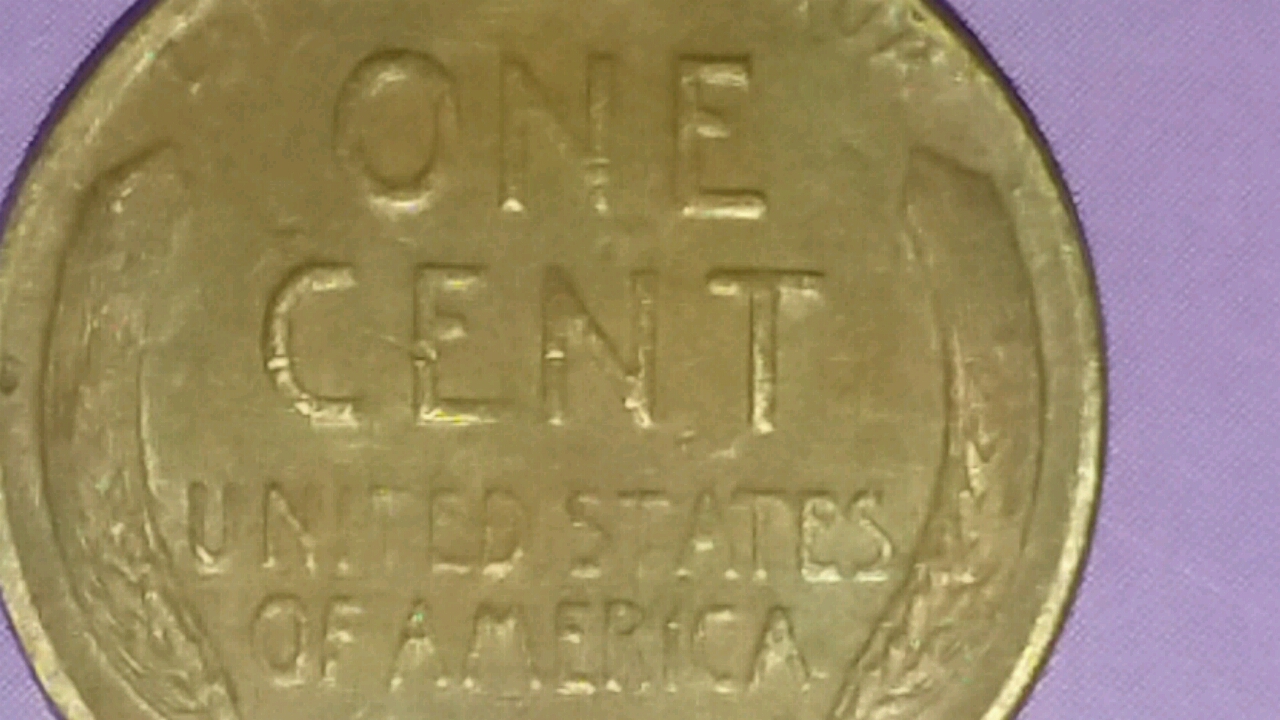 ONE
CENT
UNITED STATES
OF AMERICA